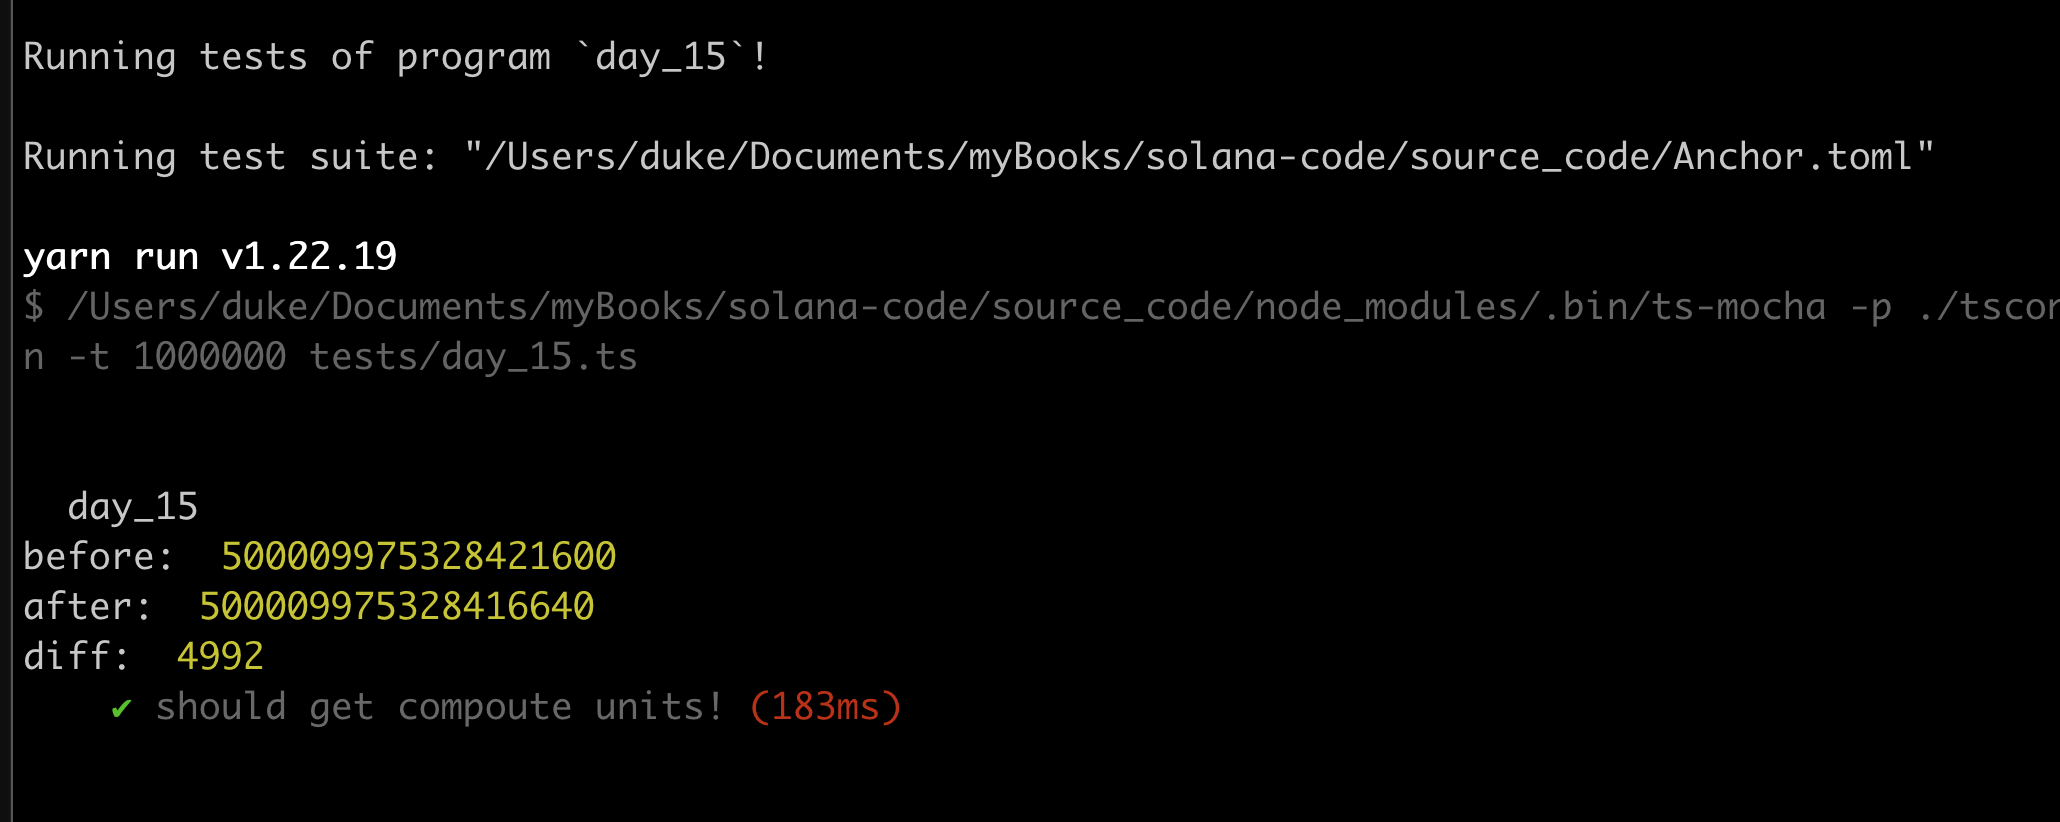 Running tests of program `day_15`!
Running test suite: "/Users/duke/Documents/myBooks/solana-code/source_code/Anchor.toml"
yarn run v1.22.19
$ /Users/duke/Documents/myBooks/solana-code/source_code/node_modules/.bin/ts-mocha -p ./tscon
n -t 1000000 tests/day_15.ts
day_15
before:  500009975328421600
after:  500009975328416640
diff:  4992
✔ should get compoute units! (183ms)